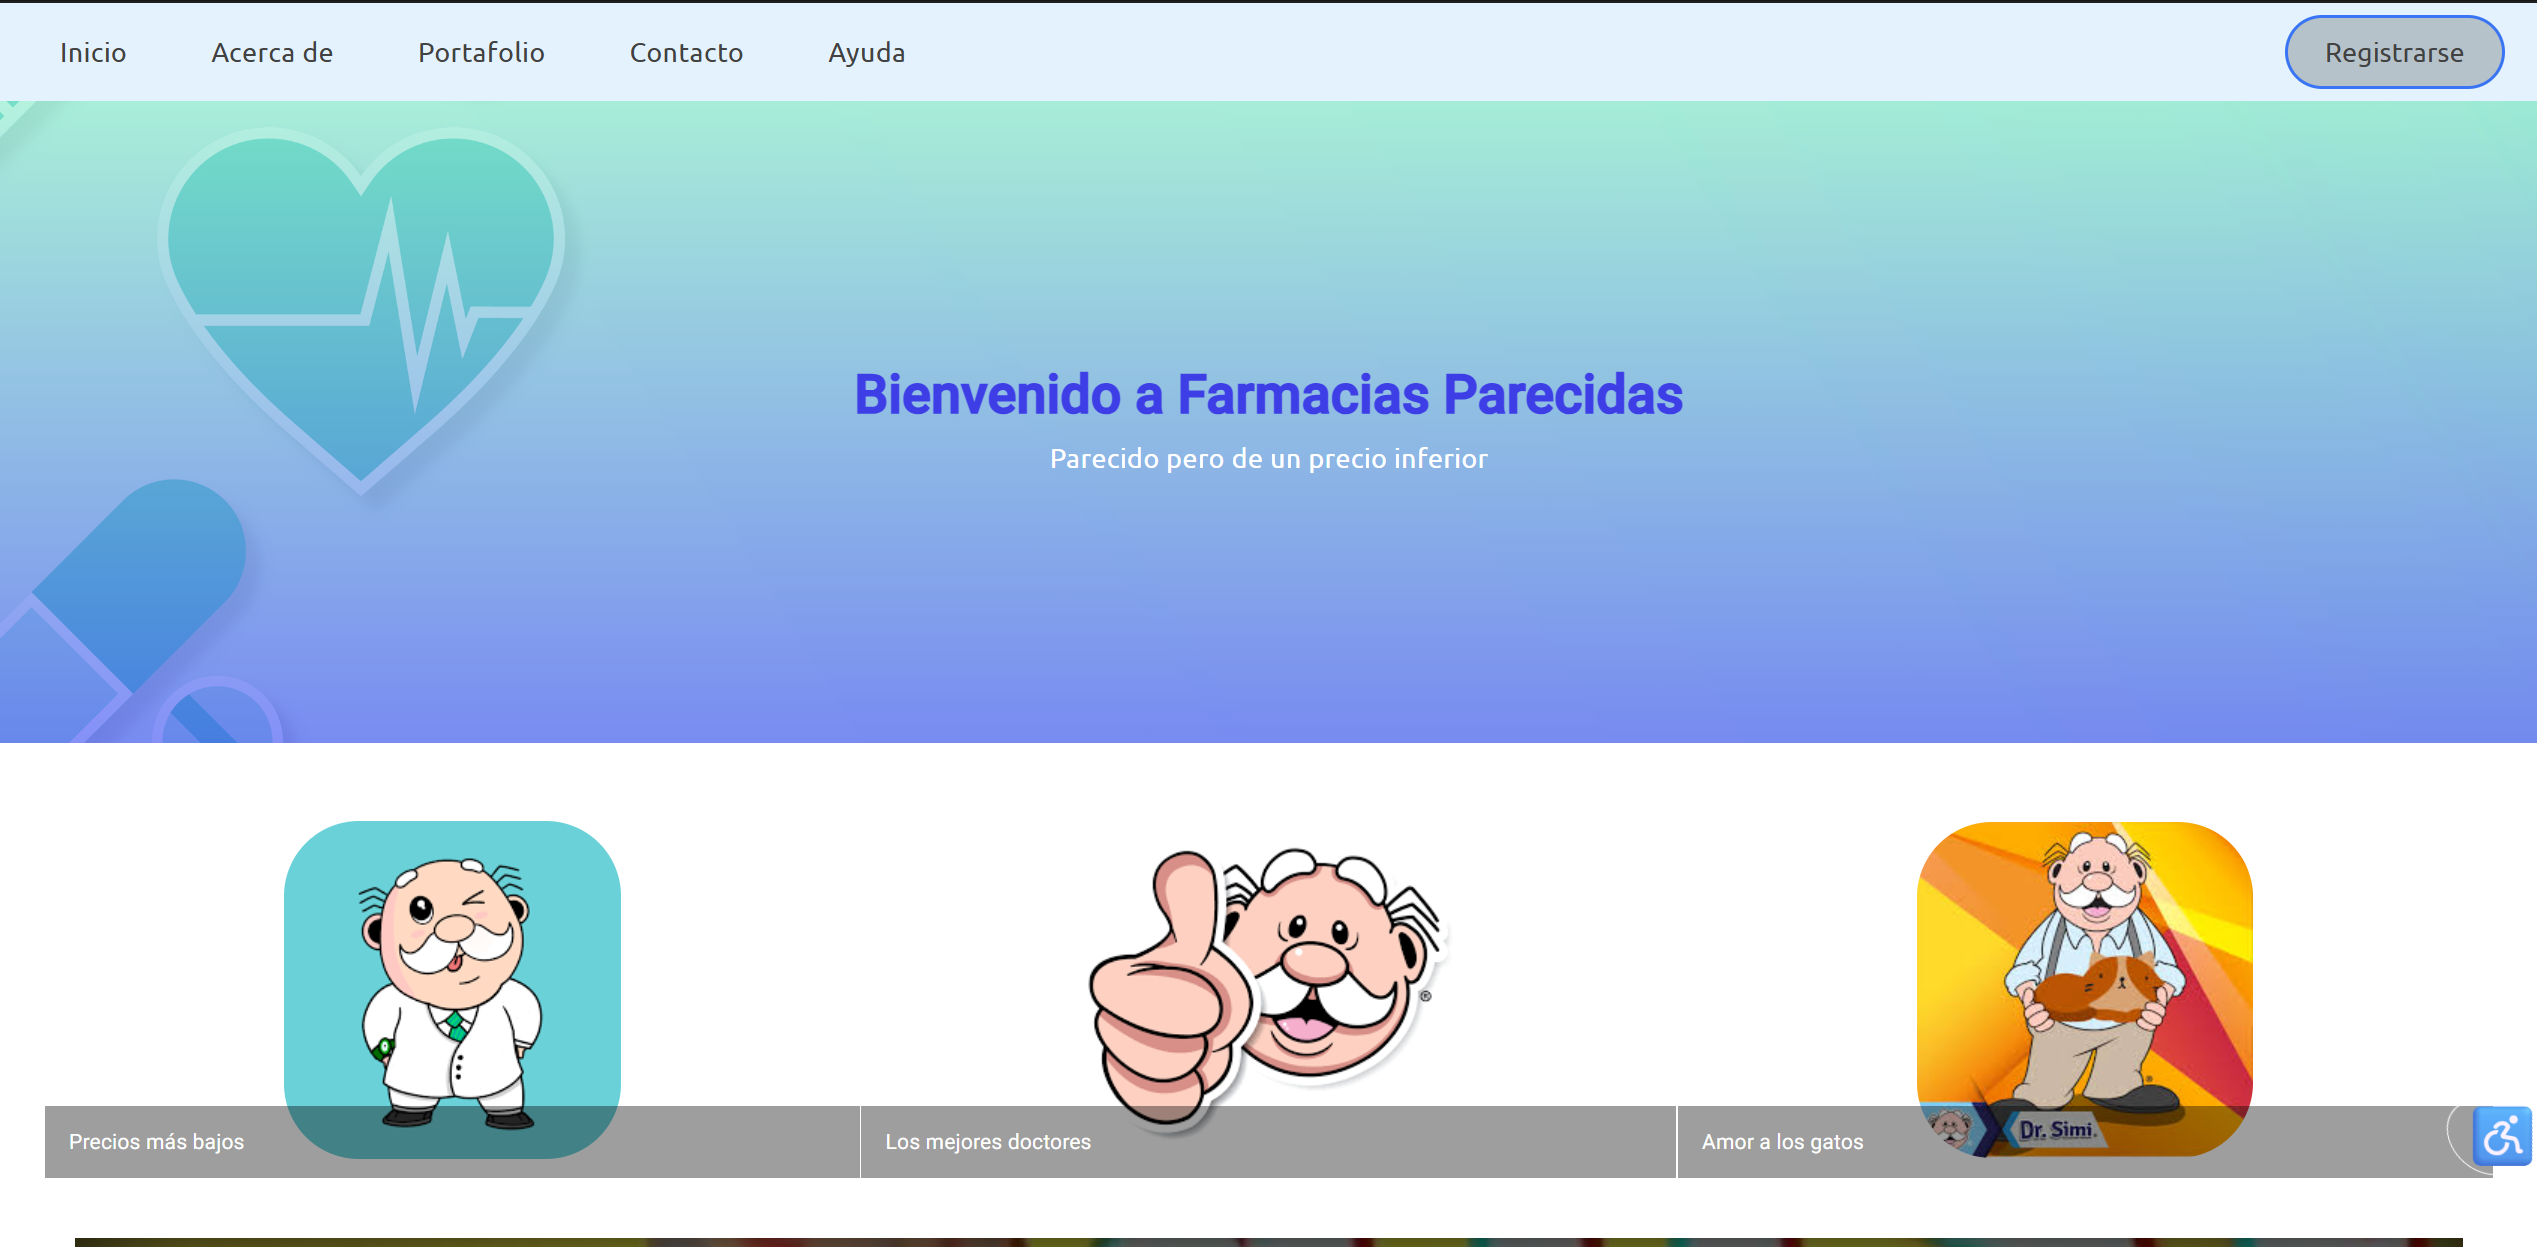 Inicio
Acerca de
Portafolio
Contacto
Ayuda
Registrarse
Bienvenido a Farmacias Parecidas
Parecido pero de un precio inferior
®
Dr. Simi.
Precios más bajos
Los mejores doctores
Amor a los gatos